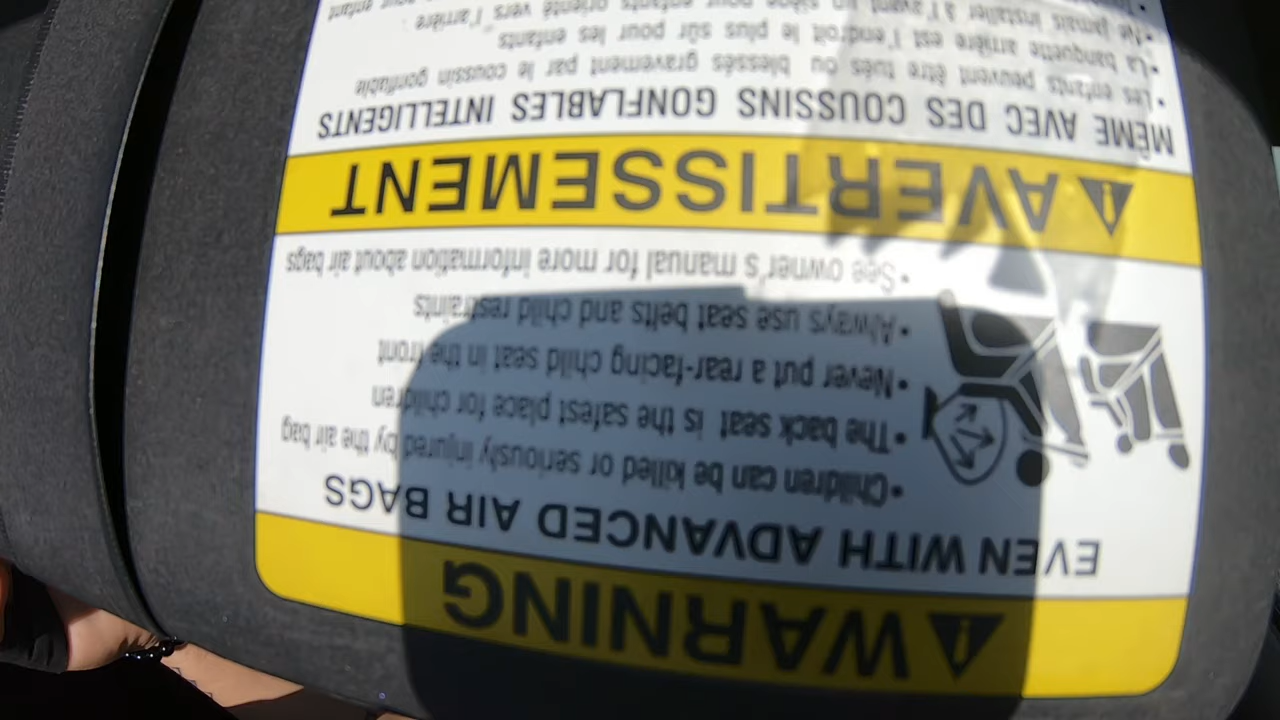 WARNING
EVEN WITH ADVANCED AIR BAGS
•Children can be killed or seriously injured by the air bag
•The back seat is the safest place for children
•Never put a rear-facing child seat in the front
•Always use seat belts and child restraints
•See owner's manual for more information about air bags
AVERTISSEMENT
MÊME AVEC DES COUSSINS GONFLABLES INTELLIGENTS
•Les enfants peuvent être tués ou blessés gravement par le coussin gonflable
•La banquette arrière est l'endroit le plus sûr pour les enfants
•Ne jamais installer à l'avant un siège pour enfants orienté vers l'arrière
pour enfant